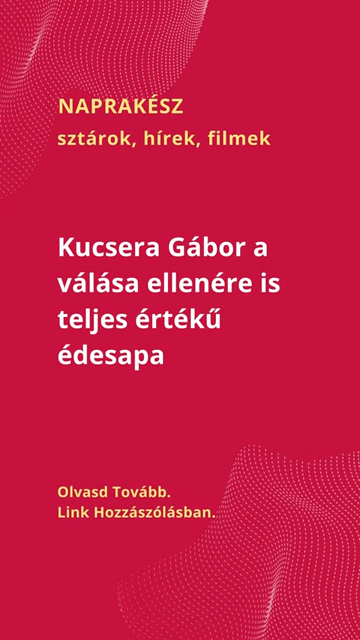 NAPRAKÉSZ
sztárok, hírek, filmek
Kucsera Gábor a
válása ellenére is
teljes értékű
édesapa
Olvasd Tovább.
Link Hozzászólásban.